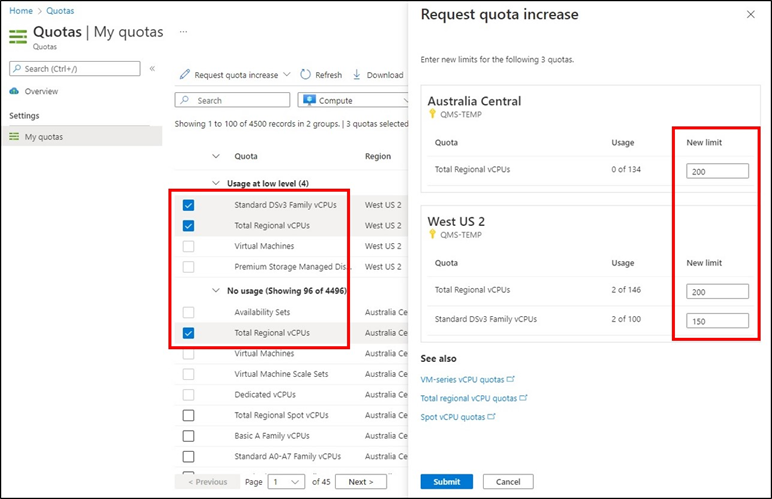 Home > Quotas
Quotas | My quotas ...
Quotas
Search (Ctrl+/) «
Overview
Settings
My quotas
Request quota increase Refresh Download
Search Compute
Showing 1 to 100 of 4500 records in 2 groups. | 3 quotas selected
Quota Region
Usage at low level (4)
Standard DSv3 Family vCPUs West US 2
Total Regional vCPUs West US 2
Virtual Machines West US 2
Premium Storage Managed Dis... West US 2
No usage (Showing 96 of 4496)
Availability Sets Australia Ce
Total Regional vCPUs Australia Ce
Virtual Machines Australia Ce
Virtual Machine Scale Sets Australia Ce
Dedicated vCPUs Australia Ce
Total Regional Spot vCPUs Australia Ce
Basic A Family vCPUs Australia Ce
Standard A0-A7 Family vCPUs Australia Ce
< Previous Page 1 of 45 Next >
Request quota increase
Enter new limits for the following 3 quotas.
Australia Central
QMS-TEMP
Quota Usage New limit
Total Regional vCPUs 0 of 134 200
West US 2
QMS-TEMP
Quota Usage New limit
Total Regional vCPUs 2 of 146 200
Standard DSv3 Family vCPUs 2 of 100 150
See also
VM-series vCPU quotas
Total regional vCPU quotas
Spot vCPU quotas
Submit Cancel